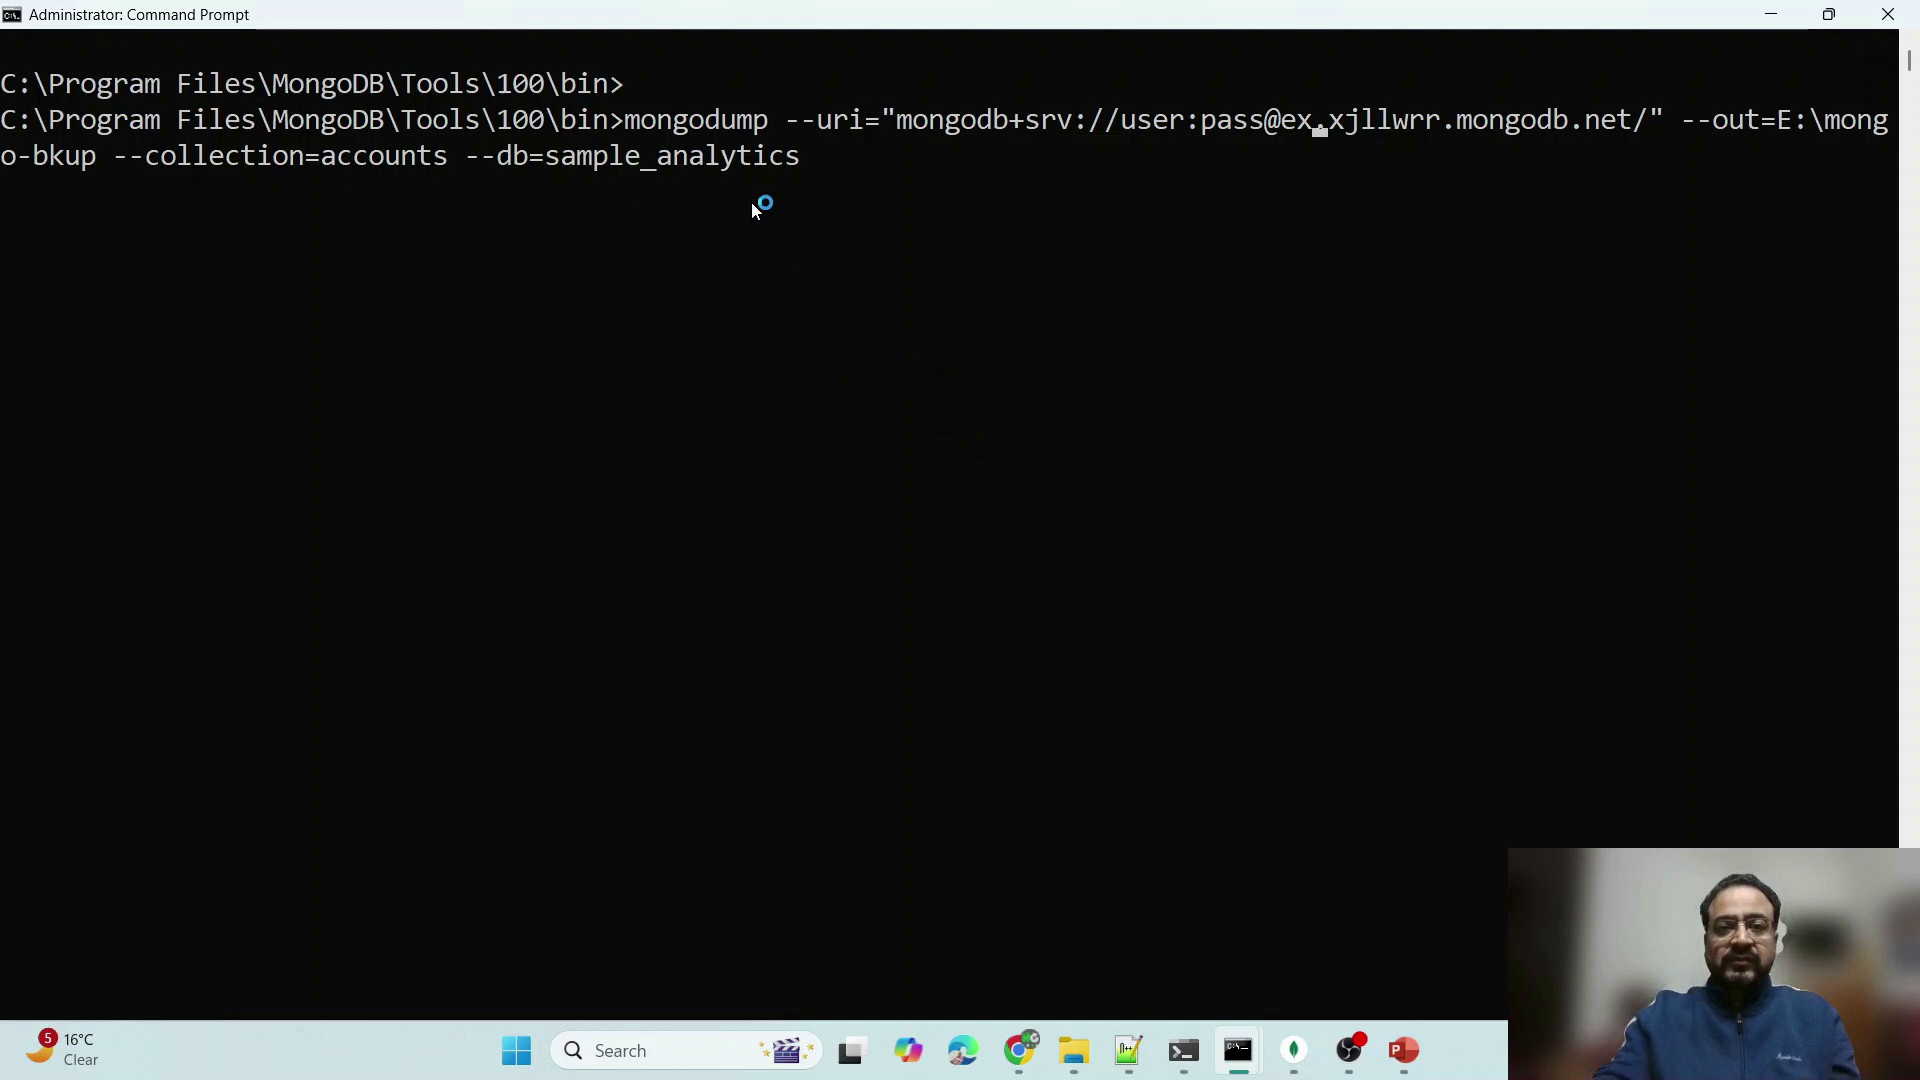 Administrator: Command Prompt
C:\Program Files\MongoDB\Tools\100\bin>
C:\Program Files\MongoDB\Tools\100\bin>mongodump --uri="mongodb+srv://user:pass@ex.xjllwrr.mongodb.net/" --out=E:\mong
o-bkup --collection=accounts --db=sample_analytics
5
16°C
Clear
Search